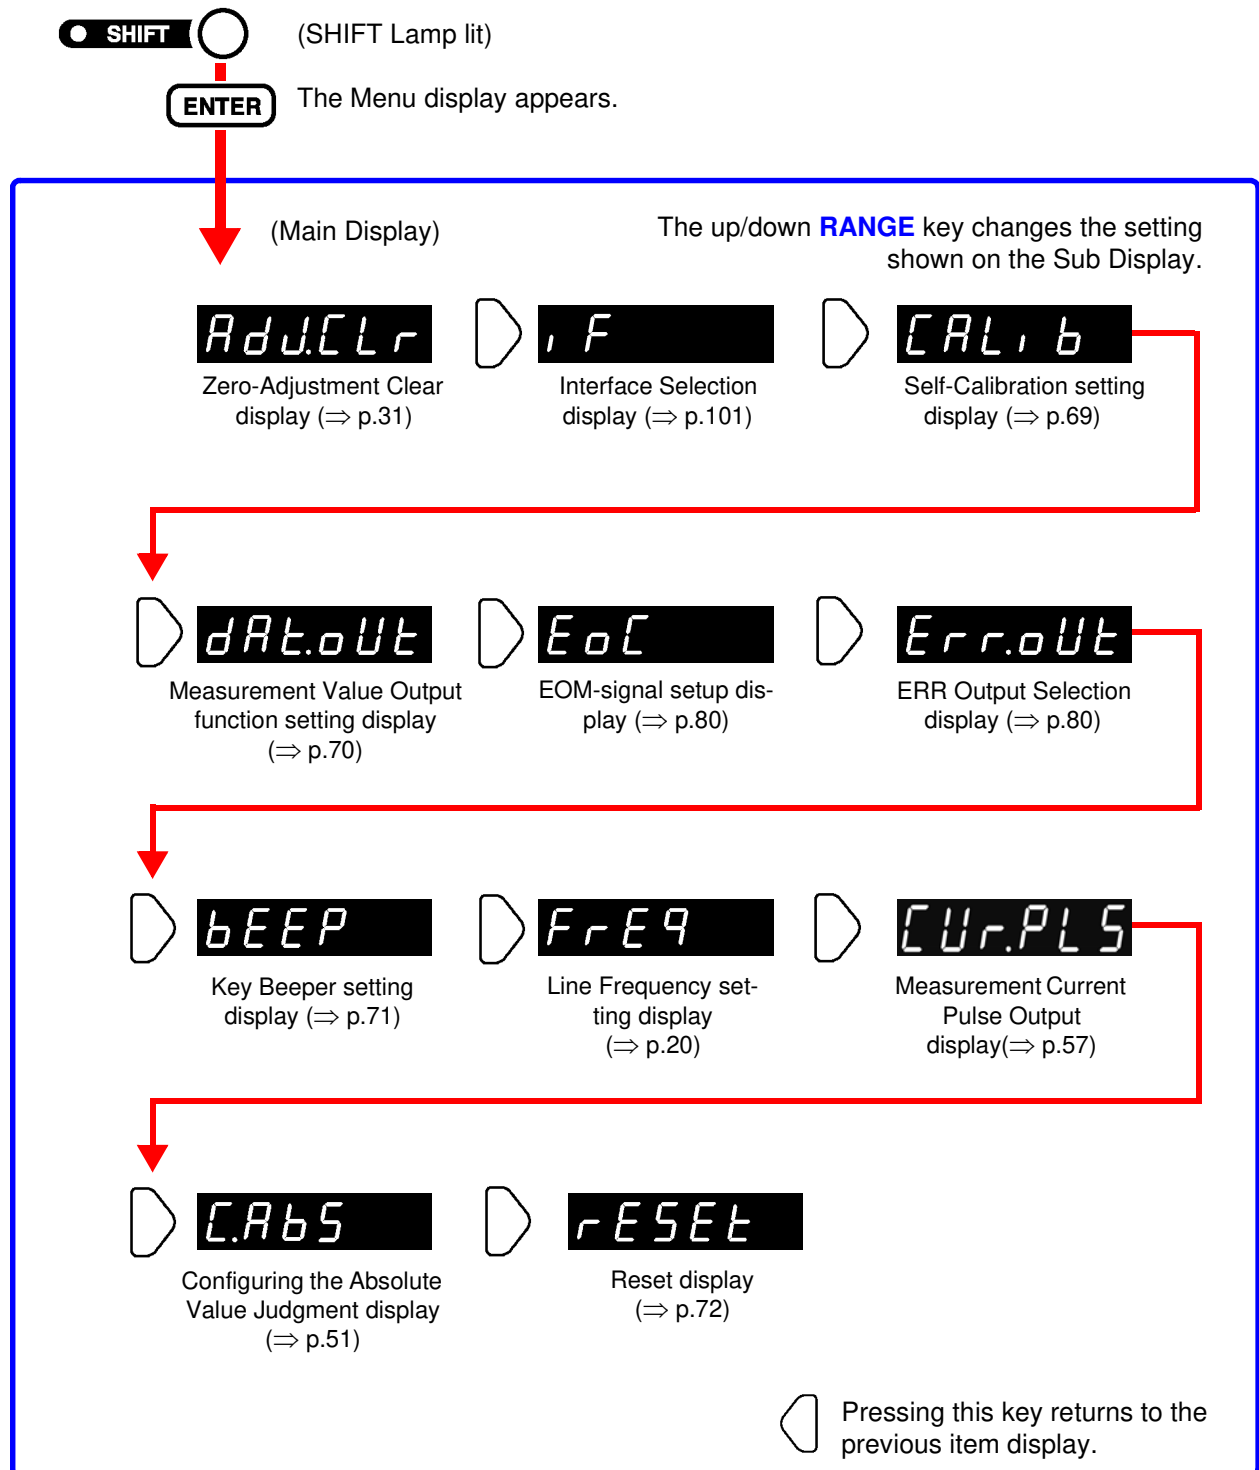 SHIFT (SHIFT Lamp lit)
ENTER The Menu display appears.
(Main Display) The up/down RANGE key changes the setting
shown on the Sub Display.
AdJ.CLr iF CALib
Zero-Adjustment Clear Interface Selection Self-Calibration setting
display (⇒ p.31) display (⇒ p.101) display (⇒ p.69)
dAt.oUt EoC Err.oUt
Measurement Value Output EOM-signal setup dis- ERR Output Selection
function setting display play (⇒ p.80) display (⇒ p.80)
(⇒ p.70)
bEEP FrEq CUr.PLS
Key Beeper setting Line Frequency set- Measurement Current
display (⇒ p.71) ting display Pulse Output
(⇒ p.20) display(⇒ p.57)
C.AbS rESEt
Configuring the Absolute Reset display
Value Judgment display (⇒ p.72)
(⇒ p.51)
Pressing this key returns to the
previous item display.